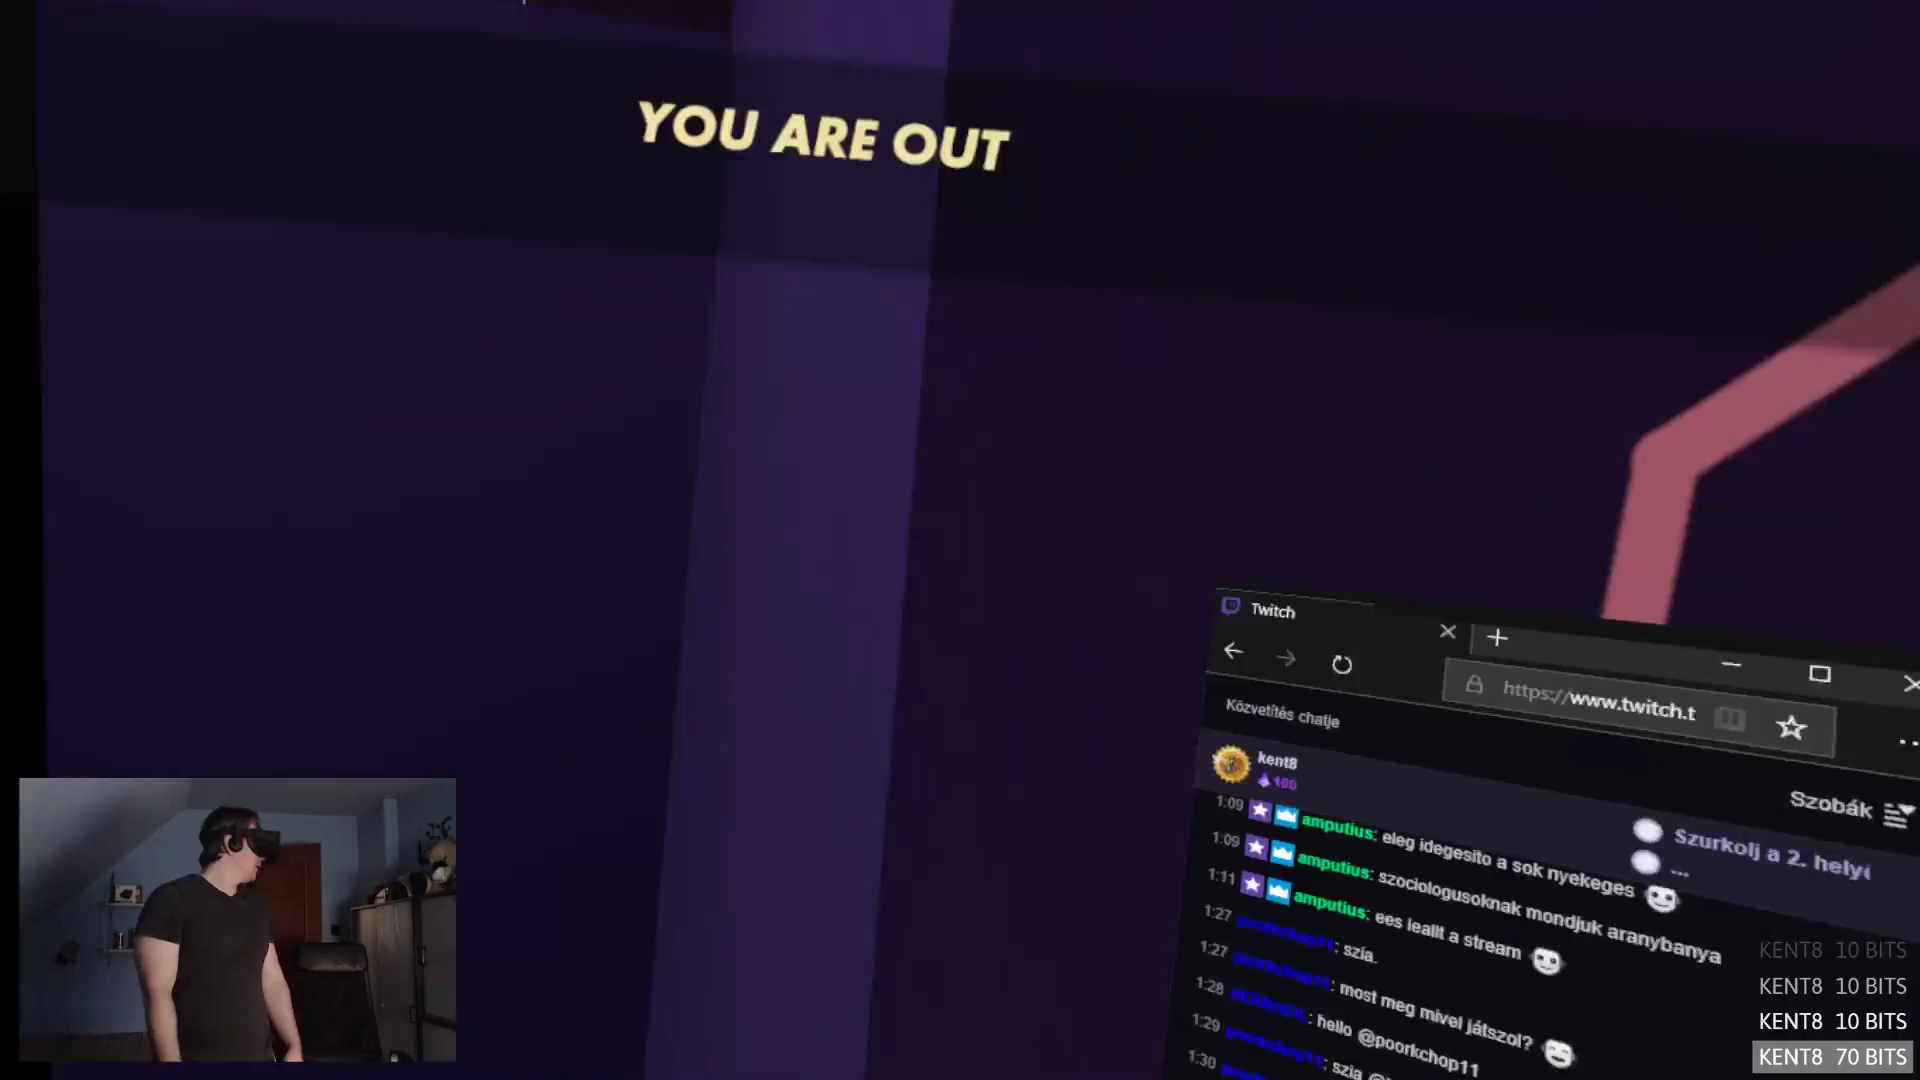 YOU ARE OUT
Twitch
https://www.twitch.t
Közvetítés chatje
kent8
100
Szobák
Szurkolj a 2. helyé
...
1:09 amputius: eleg idegesito a sok nyekeges
1:09 amputius: szociologusoknak mondjuk aranybanya
1:11 amputius: ees leallt a stream
1:27 poorkchop11: szia.
1:27 poorkchop11: most meg mivel játszol?
1:28 hello @poorkchop11
1:29 poorkchop11: szia
1:30
KENT8 10 BITS
KENT8 10 BITS
KENT8 10 BITS
KENT8 70 BITS